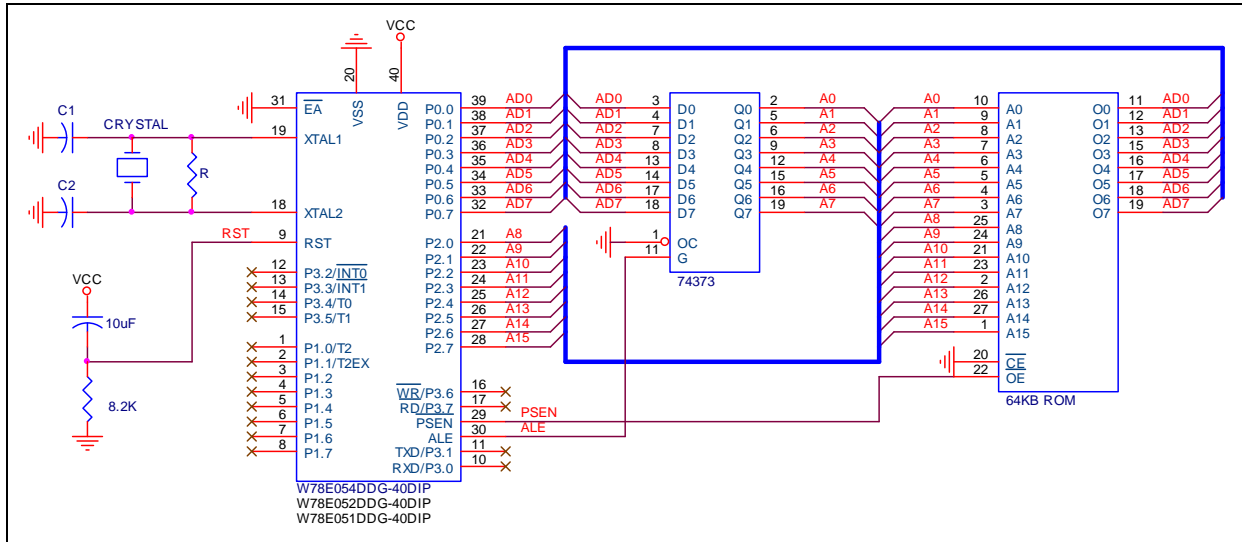 VCC
20
40
VSS
VDD
C1
CRYSTAL
R
C2
31
EA
19
XTAL1
18
XTAL2
RST
9
RST
12
P3.2/INT0
13
P3.3/INT1
14
P3.4/T0
15
P3.5/T1
1
P1.0/T2
2
P1.1/T2EX
3
P1.2
4
P1.3
5
P1.4
6
P1.5
7
P1.6
8
P1.7
VCC
10uF
8.2K
P0.0 39 AD0
P0.1 38 AD1
P0.2 37 AD2
P0.3 36 AD3
P0.4 35 AD4
P0.5 34 AD5
P0.6 33 AD6
P0.7 32 AD7
P2.0 21 A8
P2.1 22 A9
P2.2 23 A10
P2.3 24 A11
P2.4 25 A12
P2.5 26 A13
P2.6 27 A14
P2.7 28 A15
WR/P3.6 16
RD/P3.7 17
PSEN 29 PSEN
ALE 30 ALE
TXD/P3.1 11
RXD/P3.0 10
W78E054DDG-40DIP
W78E052DDG-40DIP
W78E051DDG-40DIP
AD0 3 D0 Q0 2 A0
AD1 4 D1 Q1 5 A1
AD2 7 D2 Q2 6 A2
AD3 8 D3 Q3 9 A3
AD4 13 D4 Q4 12 A4
AD5 14 D5 Q5 15 A5
AD6 17 D6 Q6 16 A6
AD7 18 D7 Q7 19 A7
1 OC
11 G
74373
A0 10 A0 O0 11 AD0
A1 9 A1 O1 12 AD1
A2 8 A2 O2 13 AD2
A3 7 A3 O3 15 AD3
A4 6 A4 O4 16 AD4
A5 5 A5 O5 17 AD5
A6 4 A6 O6 18 AD6
A7 3 A7 O7 19 AD7
A8 25 A8
A9 24 A9
A10 21 A10
A11 23 A11
A12 2 A12
A13 26 A13
A14 27 A14
A15 1 A15
20 CE
22 OE
64KB ROM